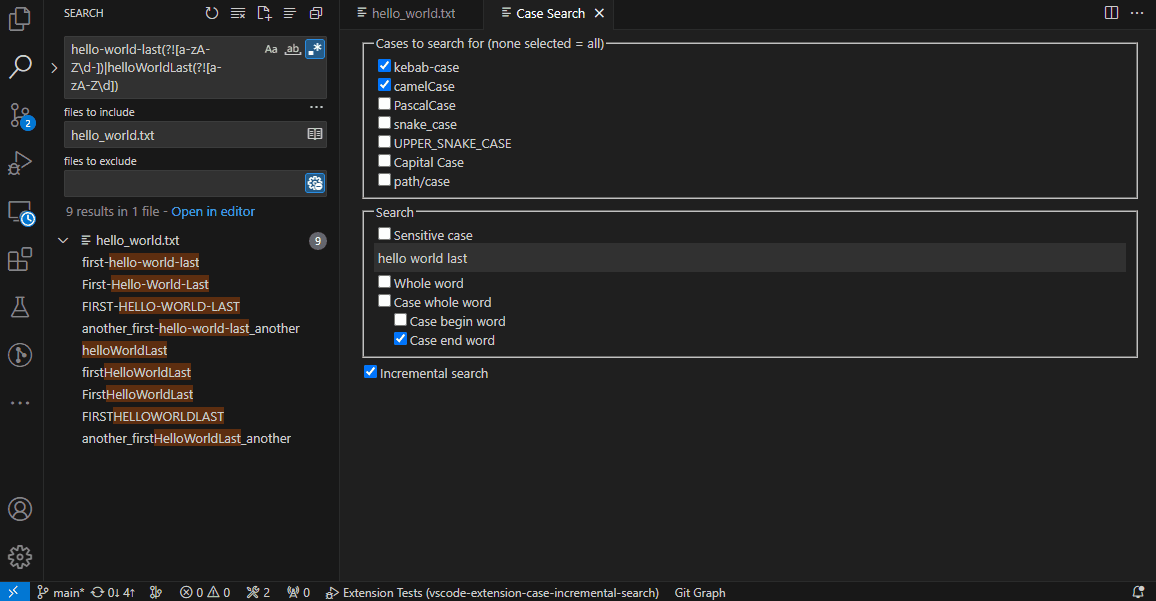 SEARCH
hello-world-last(?![a-zA-
Z\d-])|helloWorldLast(?![a-
zA-Z\d])
Aa
ab
.*
files to include
hello_world.txt
files to exclude
9 results in 1 file - Open in editor
hello_world.txt
9
first-hello-world-last
First-Hello-World-Last
FIRST-HELLO-WORLD-LAST
another_first-hello-world-last_another
helloWorldLast
firstHelloWorldLast
FirstHelloWorldLast
FIRSTHELLOWORLDLAST
another_firstHelloWorldLast_another
2
hello_world.txt
Case Search
Cases to search for (none selected = all)
kebab-case
camelCase
PascalCase
snake_case
UPPER_SNAKE_CASE
Capital Case
path/case
Search
Sensitive case
hello world last
Whole word
Case whole word
Case begin word
Case end word
Incremental search
main* 0↓ 4↑ 0 0 2 0 Extension Tests (vscode-extension-case-incremental-search) Git Graph